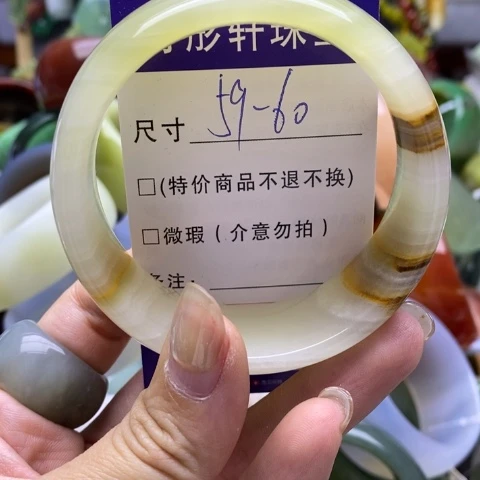 彤轩珠
尺寸 59-60
□(特价商品不退不换)
□微瑕(介意勿拍)
备注: